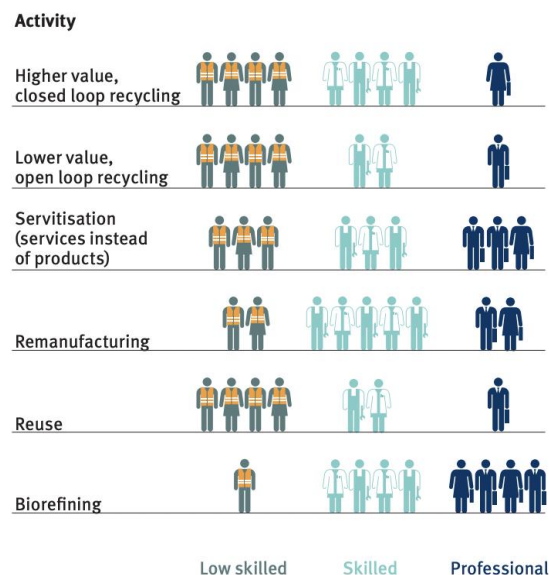 Activity
Higher value,
closed loop recycling
Lower value,
open loop recycling
Servitisation
(services instead
of products)
Remanufacturing
Reuse
Biorefining
Low skilled
Skilled
Professional